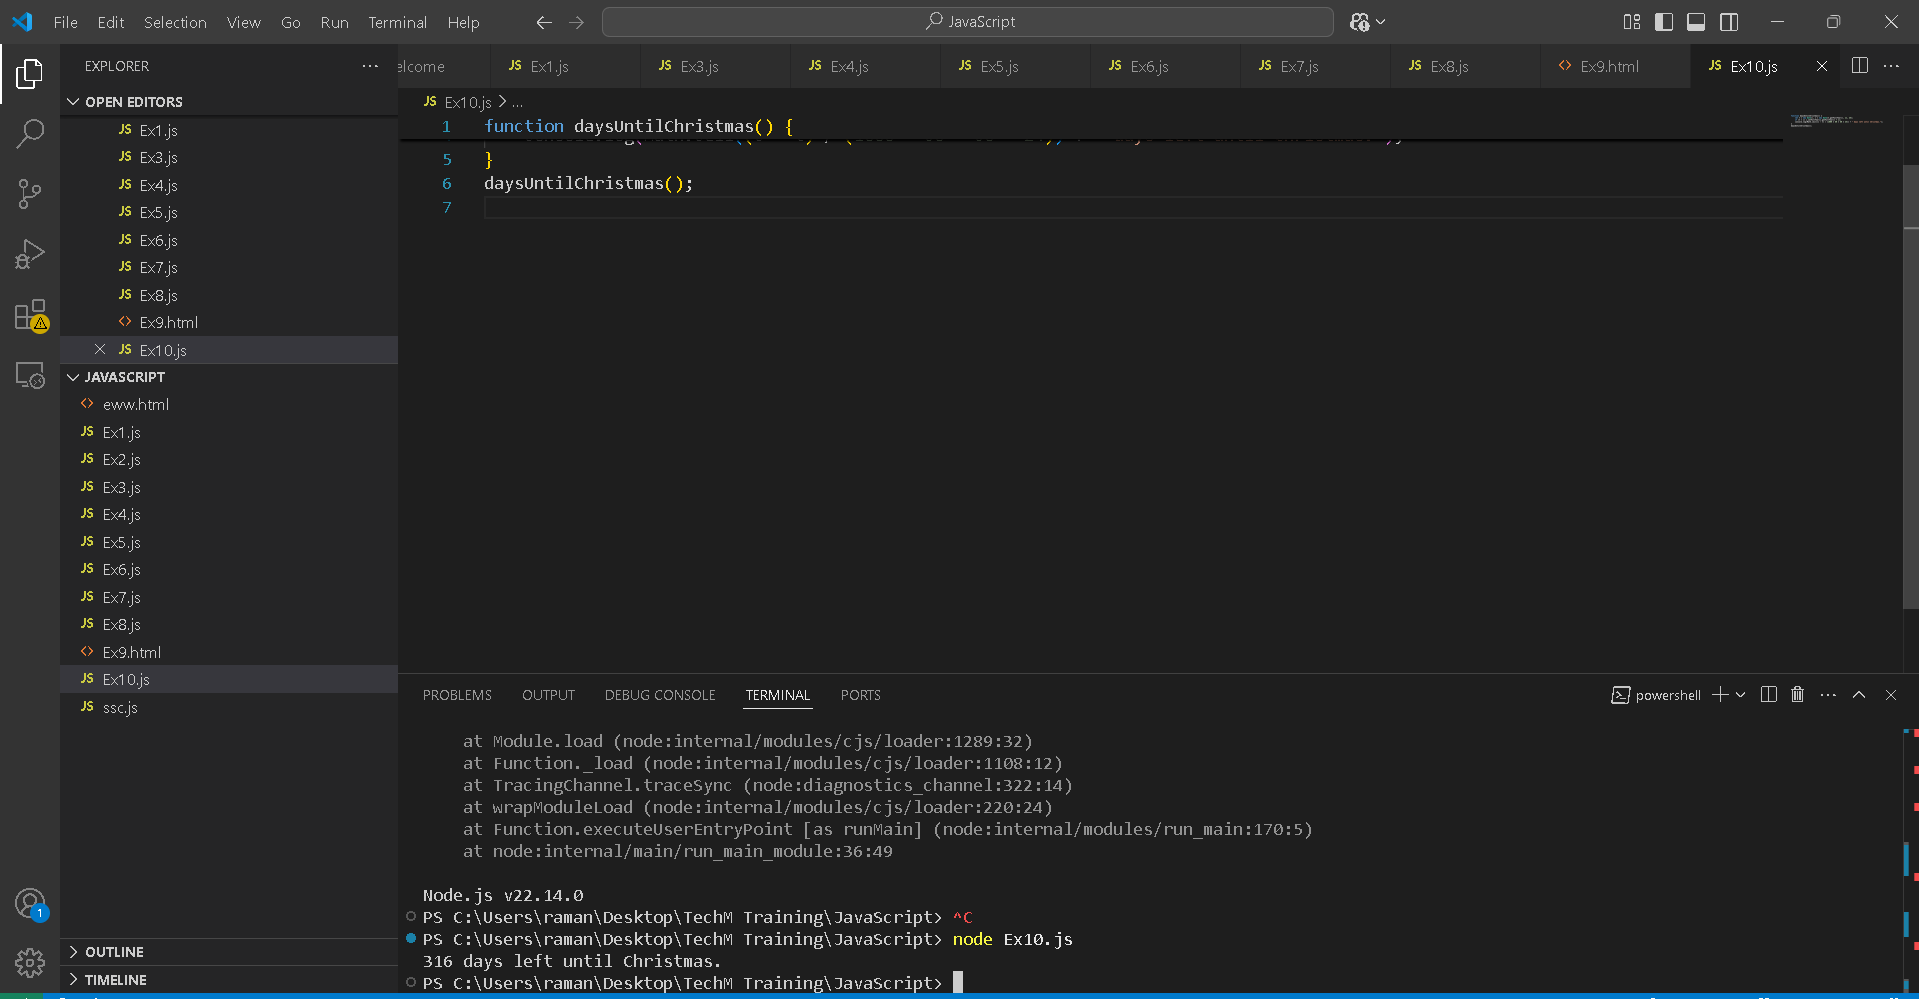 File Edit Selection View Go Run Terminal Help
JavaScript
EXPLORER
OPEN EDITORS
JS Ex1.js
JS Ex3.js
JS Ex4.js
JS Ex5.js
JS Ex6.js
JS Ex7.js
JS Ex8.js
<> Ex9.html
JS Ex10.js
JAVASCRIPT
<> eww.html
JS Ex1.js
JS Ex2.js
JS Ex3.js
JS Ex4.js
JS Ex5.js
JS Ex6.js
JS Ex7.js
JS Ex8.js
<> Ex9.html
JS Ex10.js
JS ssc.js
OUTLINE
TIMELINE
1
elcome JS Ex1.js JS Ex3.js JS Ex4.js JS Ex5.js JS Ex6.js JS Ex7.js JS Ex8.js <> Ex9.html JS Ex10.js
JS Ex10.js > ...
1 function daysUntilChristmas() {
5 }
6 daysUntilChristmas();
7
PROBLEMS OUTPUT DEBUG CONSOLE TERMINAL PORTS
powershell
at Module.load (node:internal/modules/cjs/loader:1289:32)
at Function._load (node:internal/modules/cjs/loader:1108:12)
at TracingChannel.traceSync (node:diagnostics_channel:322:14)
at wrapModuleLoad (node:internal/modules/cjs/loader:220:24)
at Function.executeUserEntryPoint [as runMain] (node:internal/modules/run_main:170:5)
at node:internal/main/run_main_module:36:49
Node.js v22.14.0
PS C:\Users\raman\Desktop\TechM Training\JavaScript> ^C
PS C:\Users\raman\Desktop\TechM Training\JavaScript> node Ex10.js
316 days left until Christmas.
PS C:\Users\raman\Desktop\TechM Training\JavaScript>